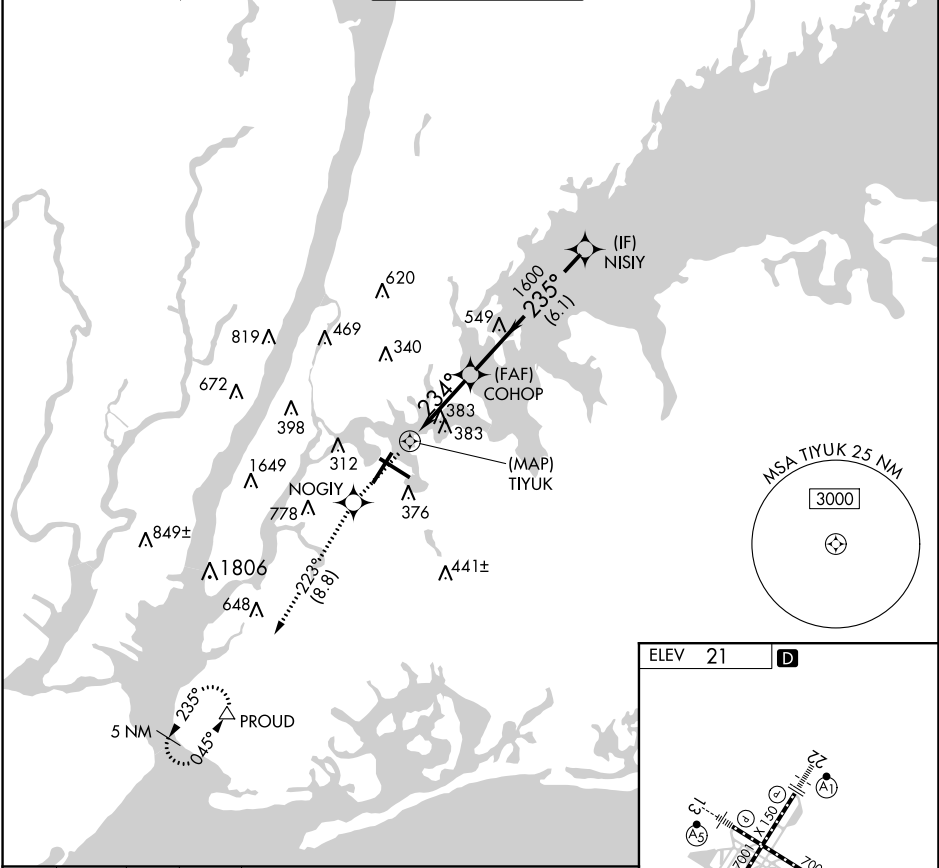 620
(IF)
NISIY
1600
235°
(6.1)
549
819
469
340
(FAF)
COHOP
672
234°
383
398
383
312
(MAP)
TIYUK
1649
NOGIY
778
376
MSA TIYUK 25 NM
3000
849±
1806
441±
223°
(8.8)
648
ELEV 21
D
235°
5 NM
PROUD
045°
22
P
A1
13
P
A5
7001 X 150
700